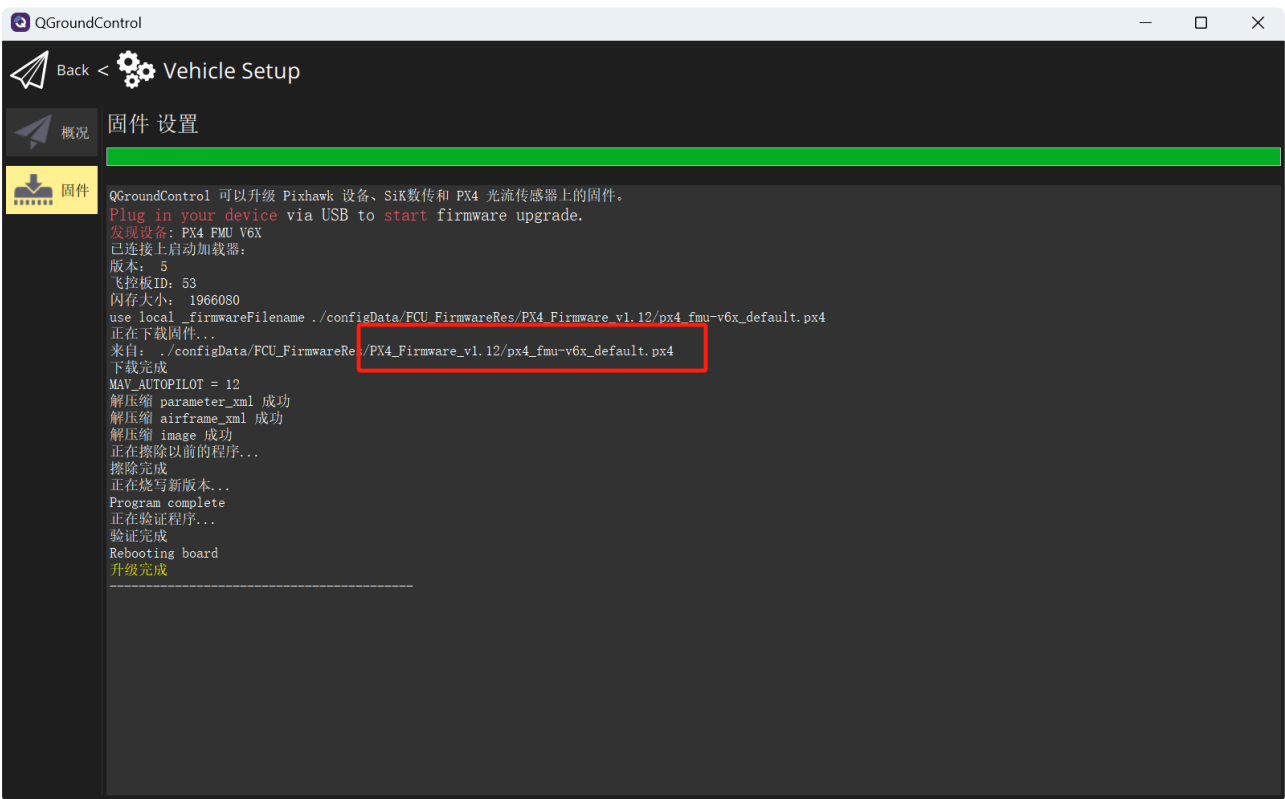 QGroundControl
Back < Vehicle Setup
概况
固件 设置
固件
QGroundControl 可以升级 Pixhawk 设备、SiK数传和 PX4 光流传感器上的固件。
Plug in your device via USB to start firmware upgrade.
发现设备: PX4 FMU V6X
已连接上启动加载器:
版本: 5
飞控板ID: 53
闪存大小: 1966080
use local _firmwareFilename ./configData/FCU_FirmwareRes/PX4_Firmware_v1.12/px4_fmu-v6x_default.px4
正在下载固件...
来自: ./configData/FCU_FirmwareRes/PX4_Firmware_v1.12/px4_fmu-v6x_default.px4
下载完成
MAV_AUTOPILOT = 12
解压缩 parameter_xml 成功
解压缩 airframe_xml 成功
解压缩 image 成功
正在擦除以前的程序...
擦除完成
正在烧写新版本...
Program complete
正在验证程序...
验证完成
Rebooting board
升级完成
------------------------------------------